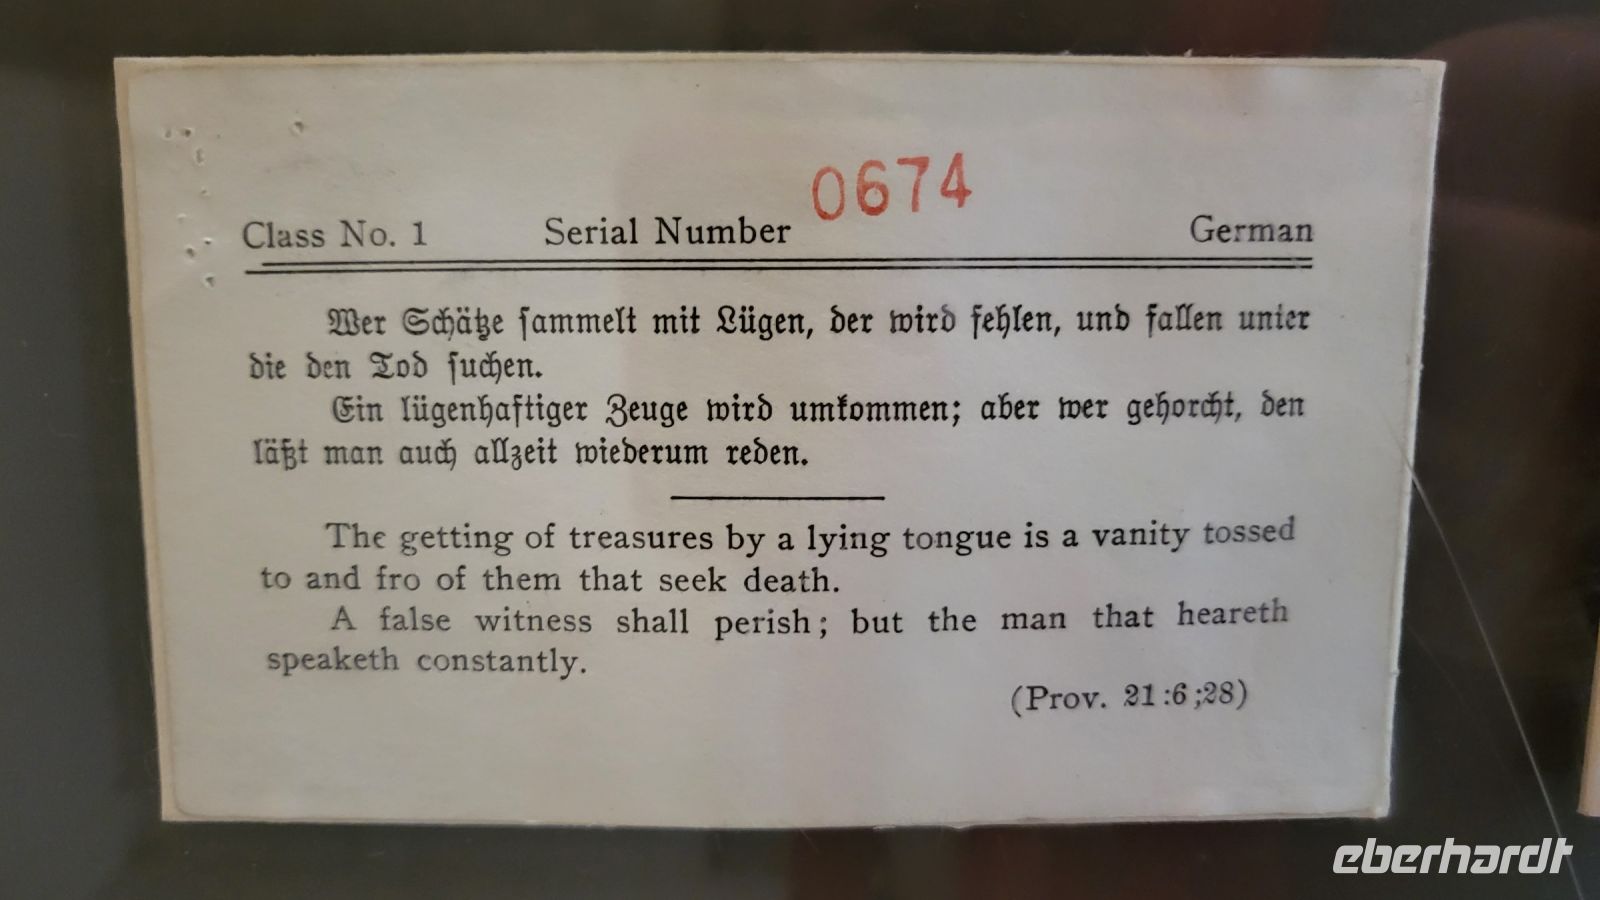 0674
Class No. 1 Serial Number German
Wer Schätze sammelt mit Lügen, der wird fehlen, und fallen unter
die den Tod suchen.
Ein lügenhaftiger Zeuge wird umkommen; aber wer gehorcht, den
läßt man auch allzeit wiederum reden.
The getting of treasures by a lying tongue is a vanity tossed
to and fro of them that seek death.
A false witness shall perish; but the man that heareth
speaketh constantly.
(Prov. 21:6;28)
eberhardt